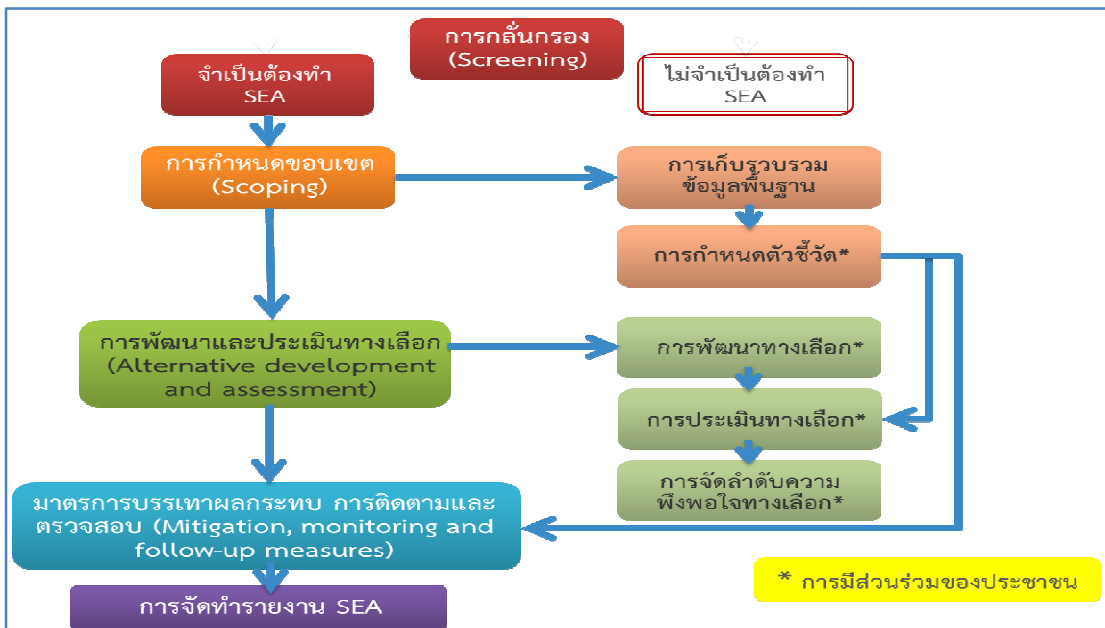 การกลั่นกรอง
(Screening)
จำเป็นต้องทำ
SEA
ไม่จำเป็นต้องทำ
SEA
การกำหนดขอบเขต
(Scoping)
การเก็บรวบรวม
ข้อมูลพื้นฐาน
การกำหนดตัวชี้วัด*
การพัฒนาและประเมินทางเลือก
(Alternative development
and assessment)
การพัฒนาทางเลือก*
การประเมินทางเลือก*
การจัดลำดับความ
พึงพอใจทางเลือก*
มาตรการบรรเทาผลกระทบ การติดตามและ
ตรวจสอบ (Mitigation, monitoring and
follow-up measures)
* การมีส่วนร่วมของประชาชน
การจัดทำรายงาน SEA